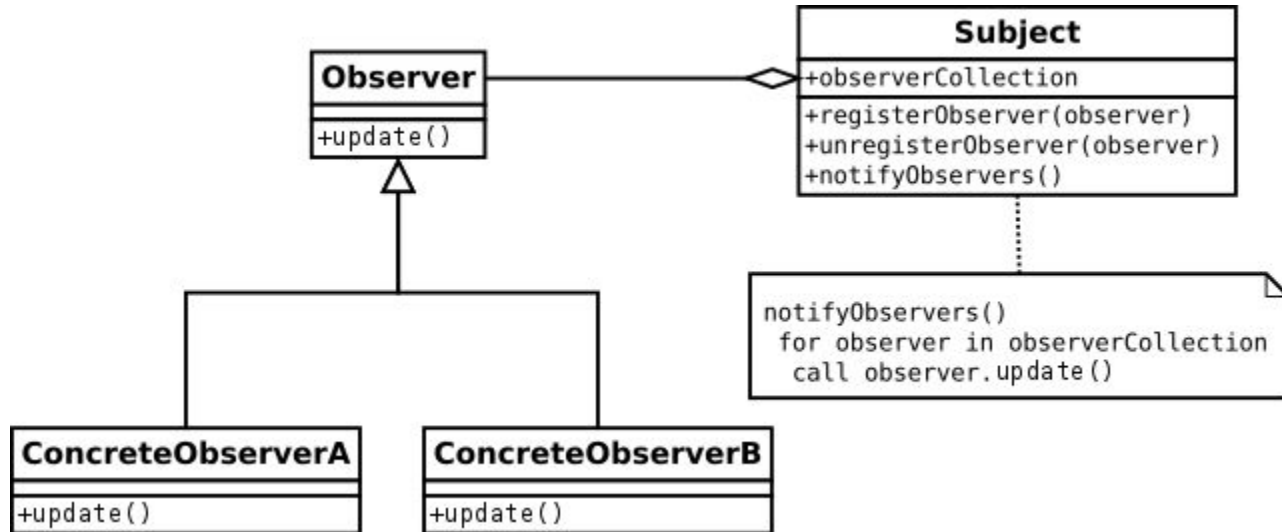 Subject
+observerCollection
+registerObserver(observer)
+unregisterObserver(observer)
+notifyObservers()
Observer
+update()
notifyObservers()
for observer in observerCollection
call observer.update()
ConcreteObserverA
+update()
ConcreteObserverB
+update()